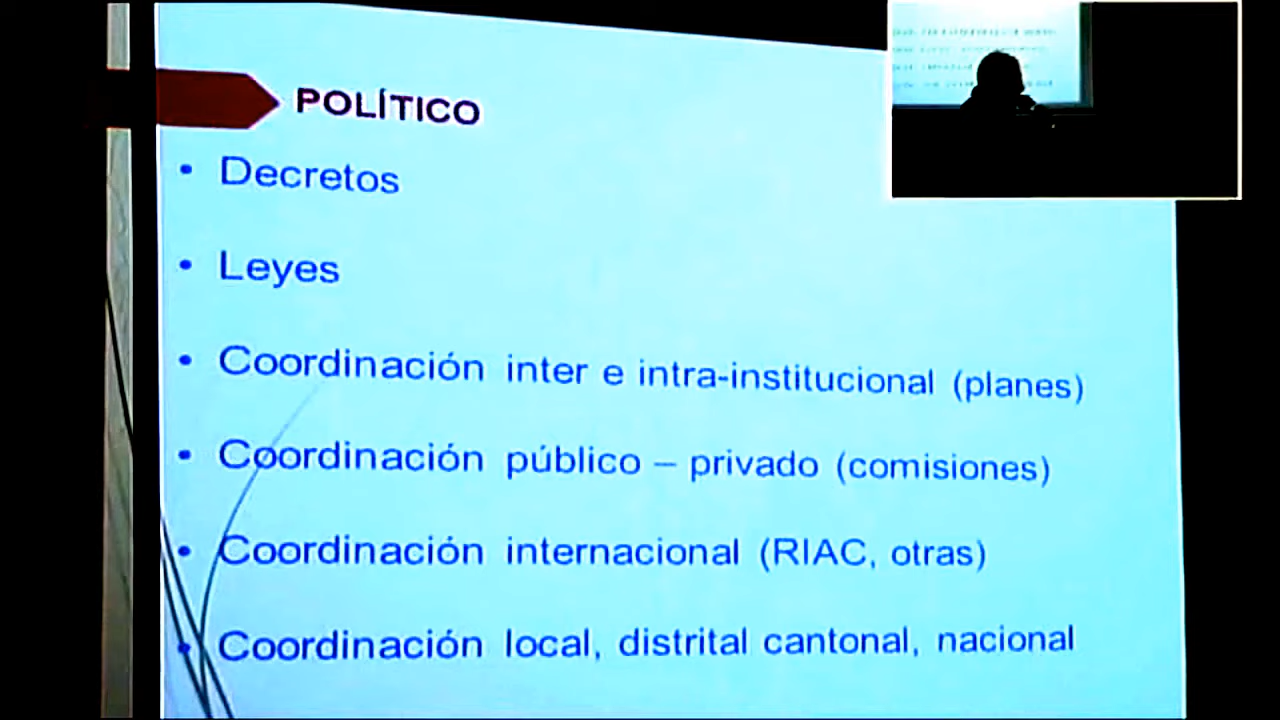 POLÍTICO
• Decretos
• Leyes
• Coordinación inter e intra-institucional (planes)
• Coordinación público – privado (comisiones)
• Coordinación internacional (RIAC, otras)
• Coordinación local, distrital cantonal, nacional